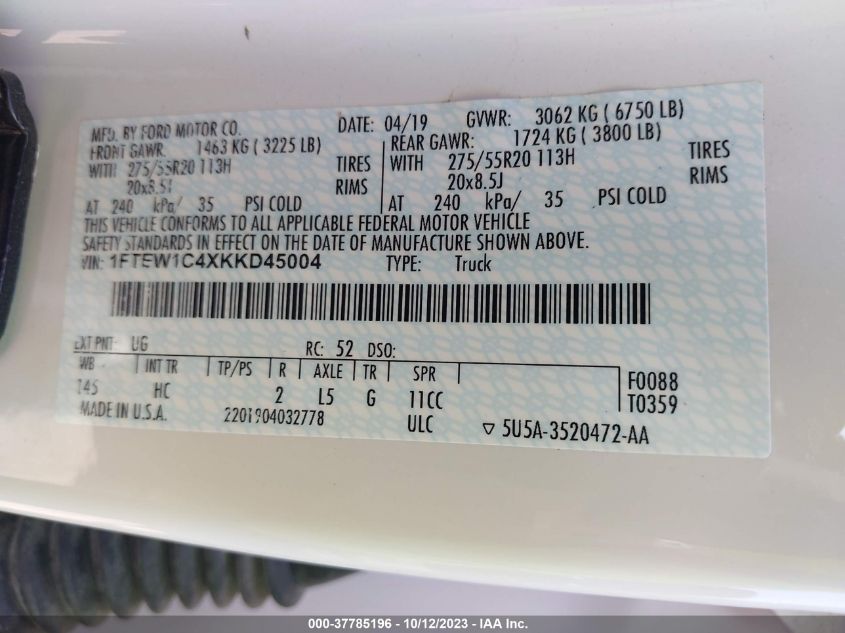 MFD. BY FORD MOTOR CO. DATE: 04/19 GVWR: 3062 KG ( 6750 LB)
FRONT GAWR: 1463 KG ( 3225 LB) REAR GAWR: 1724 KG ( 3800 LB)
WITH 275/55R20 113H TIRES WITH 275/55R20 113H TIRES
20x8.5J RIMS 20x8.5J RIMS
AT 240 kPa/ 35 PSI COLD AT 240 kPa/ 35 PSI COLD
THIS VEHICLE CONFORMS TO ALL APPLICABLE FEDERAL MOTOR VEHICLE
SAFETY STANDARDS IN EFFECT ON THE DATE OF MANUFACTURE SHOWN ABOVE.
VIN: 1FTEW1C4XKKD45004 TYPE: Truck
EXT PNT: UG RC: 52 DSO:
WB INT TR TP/PS R AXLE TR SPR F0088
145 HC 2 L5 G 11CC T0359
MADE IN U.S.A. 2201904032778 ULC ▽ 5U5A-3520472-AA
000-37785196 - 10/12/2023 - IAA Inc.